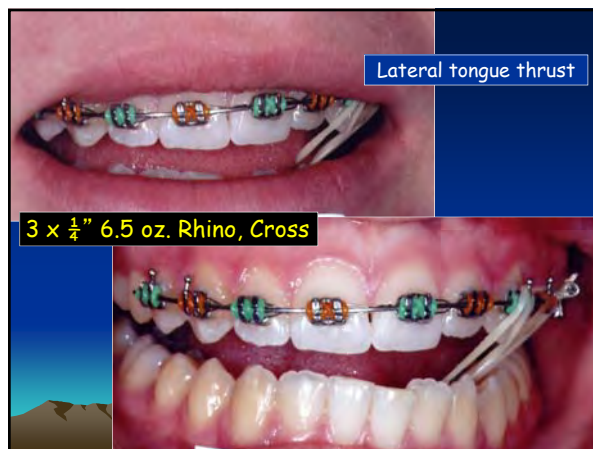 Lateral tongue thrust
3 x ¼” 6.5 oz. Rhino, Cross